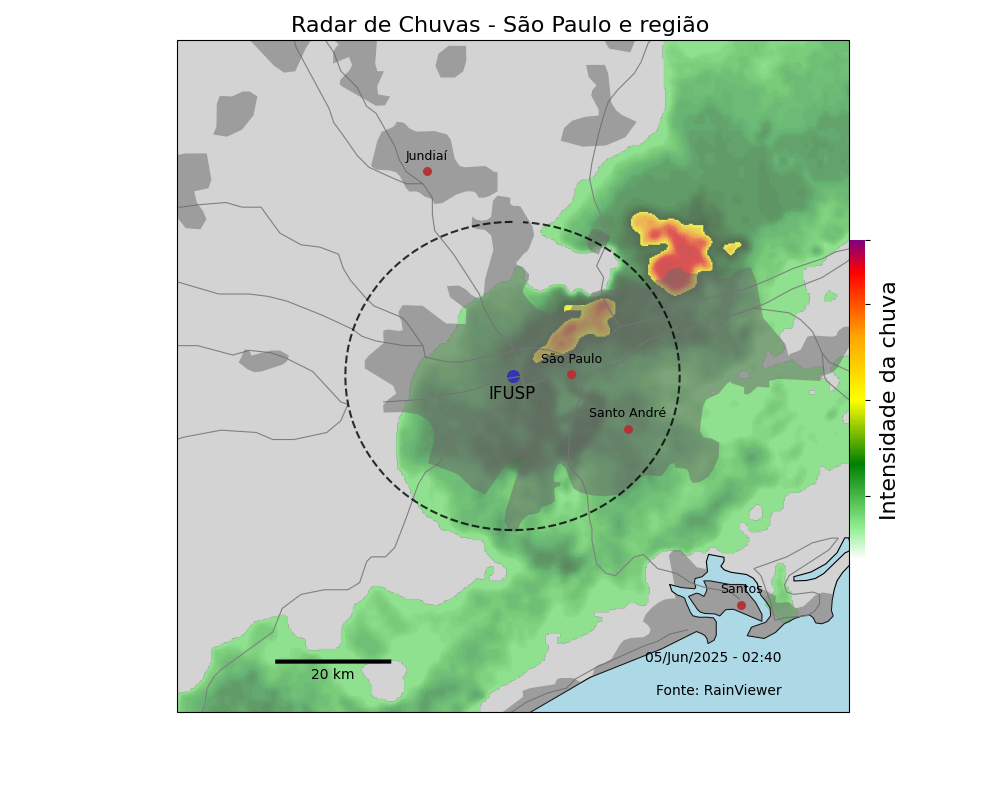 Radar de Chuvas - São Paulo e região
Jundiaí
São Paulo
IFUSP
Santo André
Santos
05/Jun/2025 - 02:40
20 km
Fonte: RainViewer
Intensidade da chuva